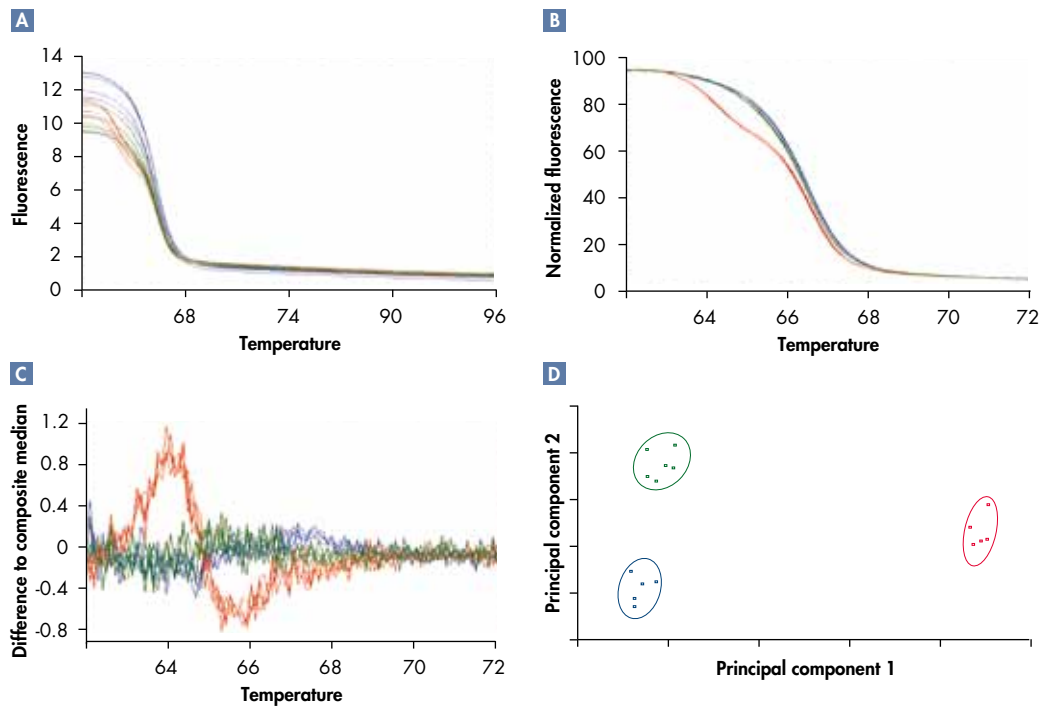 A
Fluorescence
14
12
10
8
6
4
2
0
68
74
90
96
Temperature
B
Normalized fluorescence
100
80
60
40
20
0
64
66
68
70
72
Temperature
C
Difference to composite median
1.2
0.8
0.4
0
-0.4
-0.8
64
66
68
70
72
Temperature
D
Principal component 2
Principal component 1